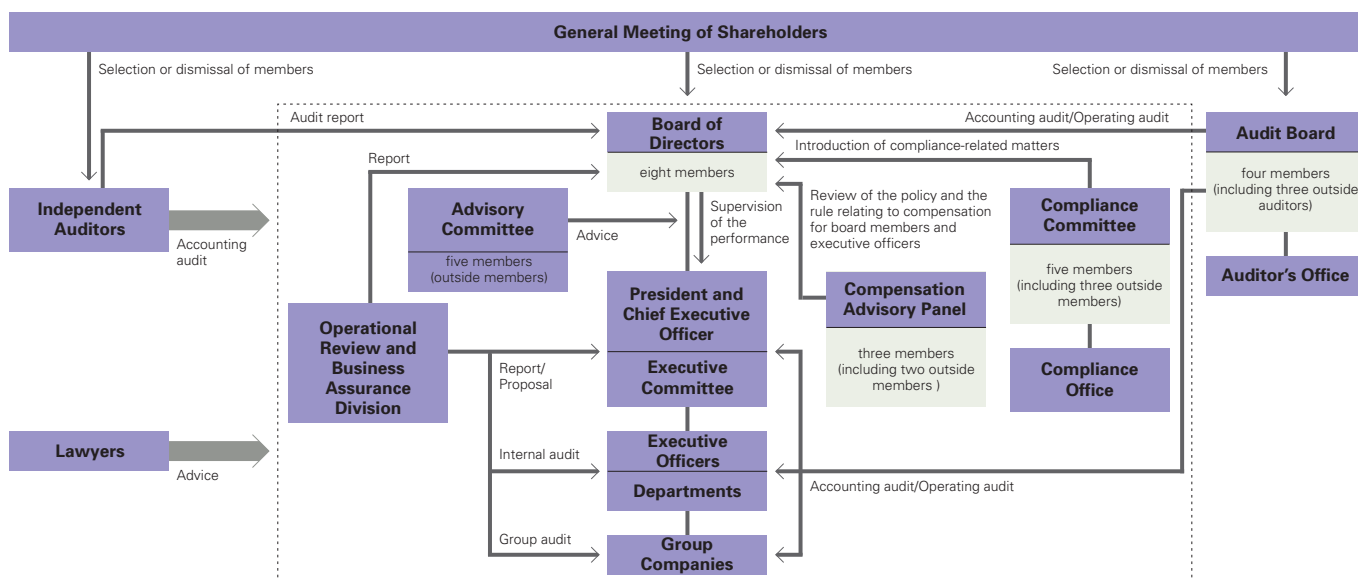 General Meeting of Shareholders
Selection or dismissal of members
Selection or dismissal of members
Selection or dismissal of members
Audit report
Board of
Directors
eight members
Accounting audit/Operating audit
Audit Board
four members
(including three outside
auditors)
Introduction of compliance-related matters
Report
Independent
Auditors
Accounting
audit
Advisory
Committee
five members
(outside members)
Advice
Supervision
of the
performance
Review of the policy and the
rule relating to compensation
for board members and
executive officers
Compliance
Committee
five members
(including three outside
members)
Auditor's Office
Operational
Review and
Business
Assurance
Division
President and
Chief Executive
Officer
Executive
Committee
Compensation
Advisory Panel
three members
(including two outside
members )
Compliance
Office
Report/
Proposal
Lawyers
Advice
Internal audit
Executive
Officers
Departments
Accounting audit/Operating audit
Group audit
Group
Companies